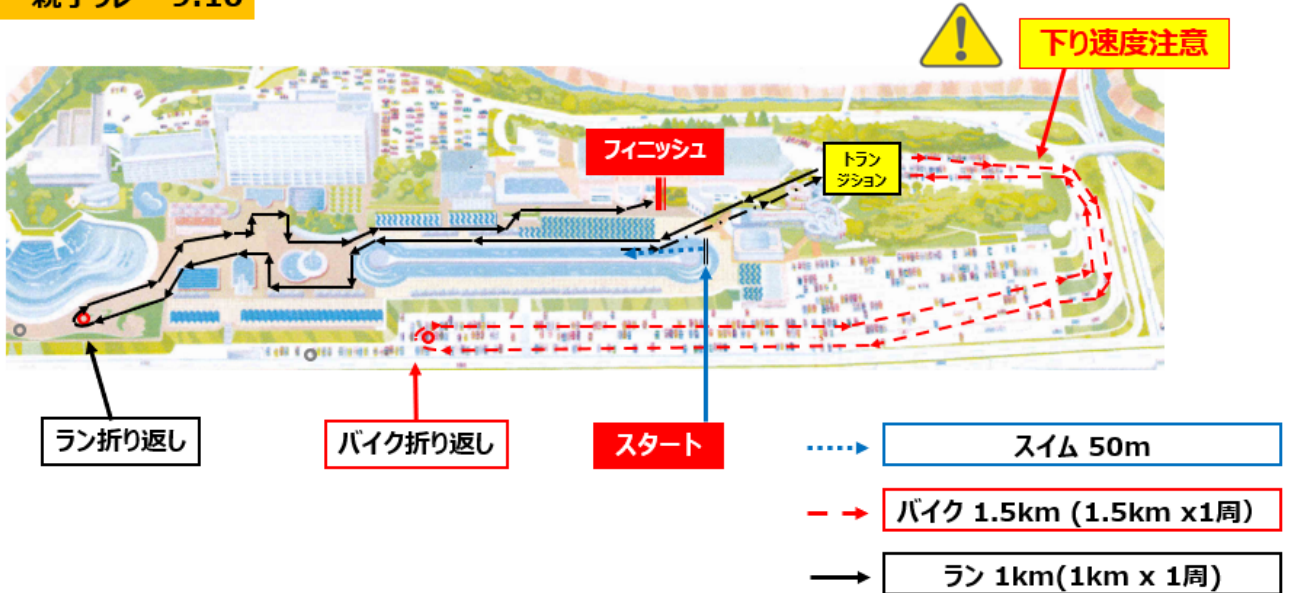 下り速度注意
フィニッシュ
トラン
ジション
ラン折り返し
バイク折り返し
スタート
スイム 50m
バイク 1.5km (1.5km x1周)
ラン 1km(1km x 1周)